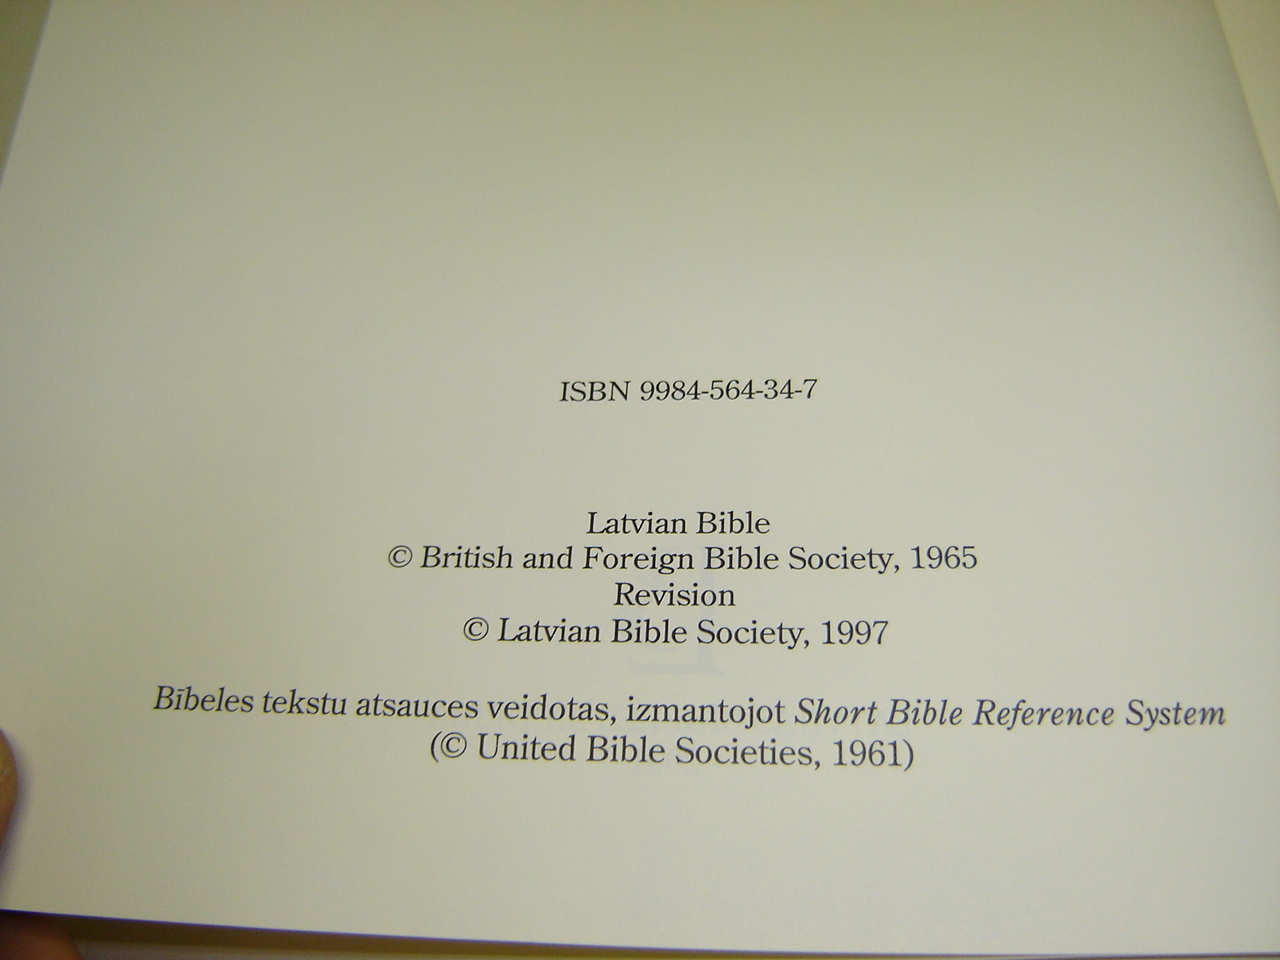 ISBN 9984-564-34-7
Latvian Bible
© British and Foreign Bible Society, 1965
Revision
© Latvian Bible Society, 1997
Bībeles tekstu atsauces veidotas, izmantojot Short Bible Reference System
(© United Bible Societies, 1961)